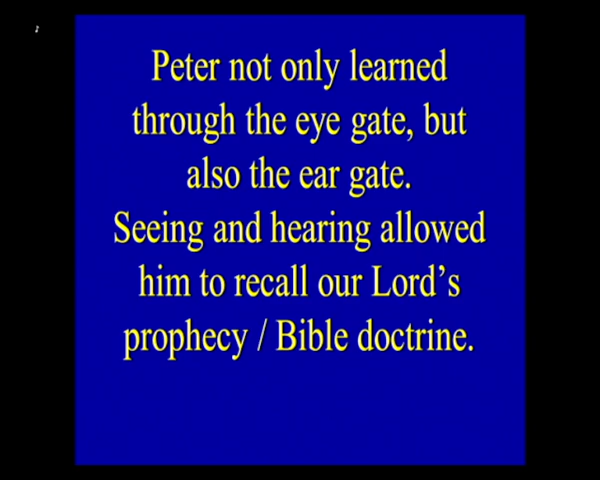 Peter not only learned
through the eye gate, but
also the ear gate.
Seeing and hearing allowed
him to recall our Lord's
prophecy / Bible doctrine.